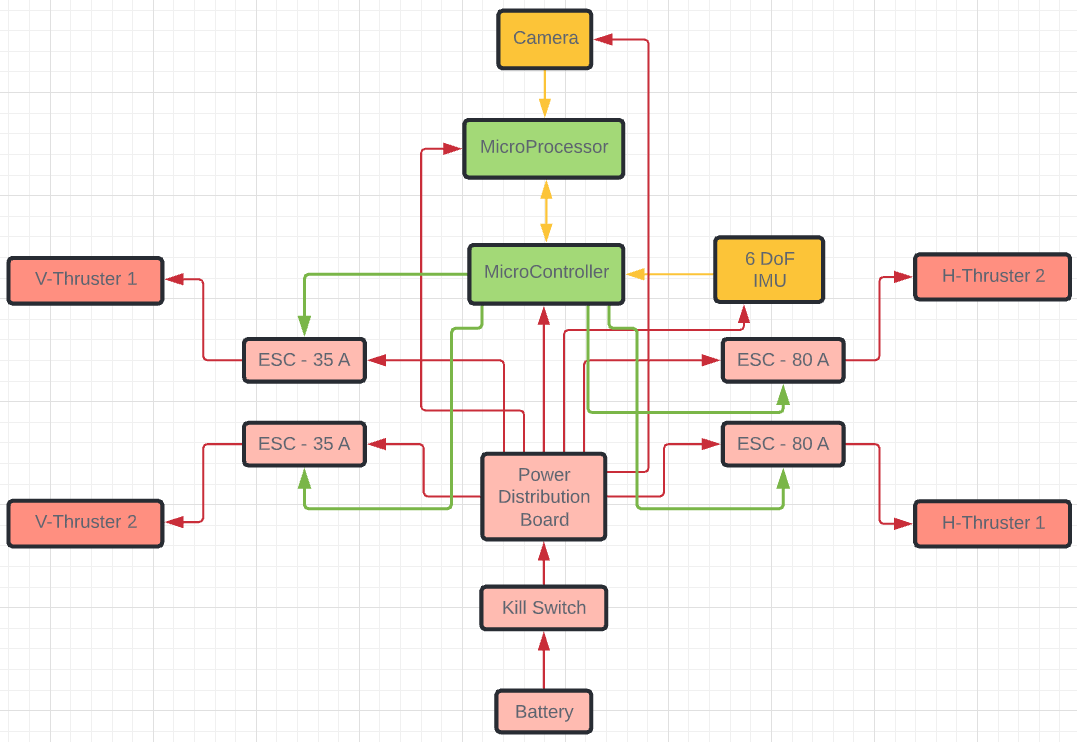 Camera
MicroProcessor
MicroController
6 DoF
IMU
V-Thruster 1
H-Thruster 2
ESC - 35 A
ESC - 80 A
ESC - 35 A
ESC - 80 A
Power
Distribution
Board
V-Thruster 2
H-Thruster 1
Kill Switch
Battery